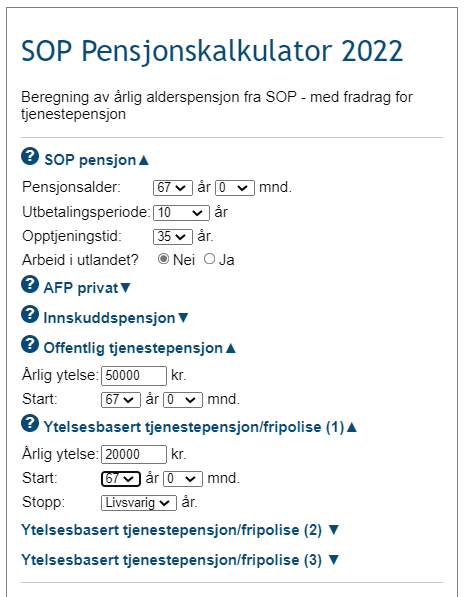 SOP Pensjonskalkulator 2022
Beregning av årlig alderspensjon fra SOP - med fradrag for
tjenestepensjon
? SOP pensjon▲
Pensjonsalder: 67 år 0 mnd.
Utbetalingsperiode: 10 år
Opptjeningstid: 35 år.
Arbeid i utlandet? Nei Ja
? AFP privat▼
? Innskuddspensjon▼
? Offentlig tjenestepensjon▲
Årlig ytelse: 50000 kr.
Start: 67 år 0 mnd.
? Ytelsesbasert tjenestepensjon/fripolise (1)▲
Årlig ytelse: 20000 kr.
Start: 67 år 0 mnd.
Stopp: Livsvarig år.
Ytelsesbasert tjenestepensjon/fripolise (2) ▼
Ytelsesbasert tjenestepensjon/fripolise (3) ▼